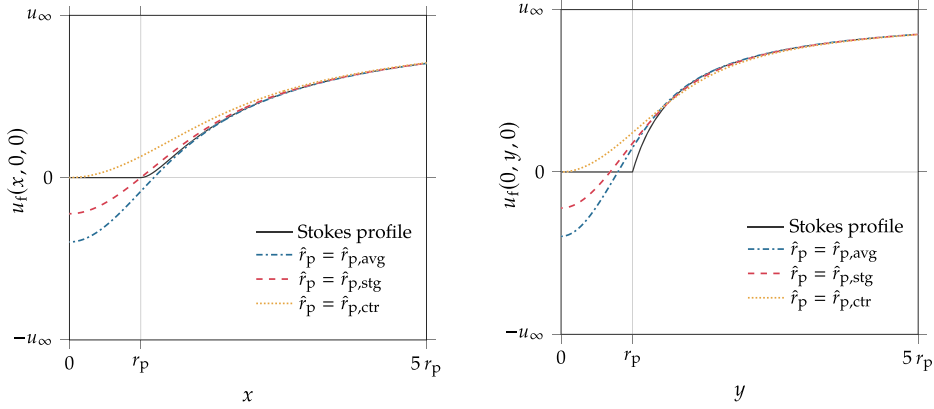 u∞
0
−u∞
u_f(x, 0, 0)
Stokes profile
r̂_p = r̂_p,avg
r̂_p = r̂_p,stg
r̂_p = r̂_p,ctr
0
r_p
5 r_p
x
u∞
0
−u∞
u_f(0, y, 0)
Stokes profile
r̂_p = r̂_p,avg
r̂_p = r̂_p,stg
r̂_p = r̂_p,ctr
0
r_p
5 r_p
y